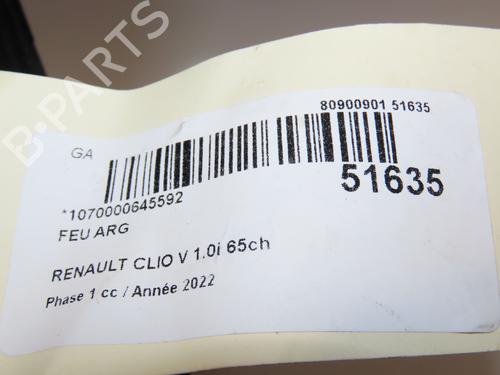 B-PARTS
80900901 51635
GA
51635
*1070000645592
FEU ARG
RENAULT CLIO V 1.0i 65ch
Phase 1 cc / Année 2022